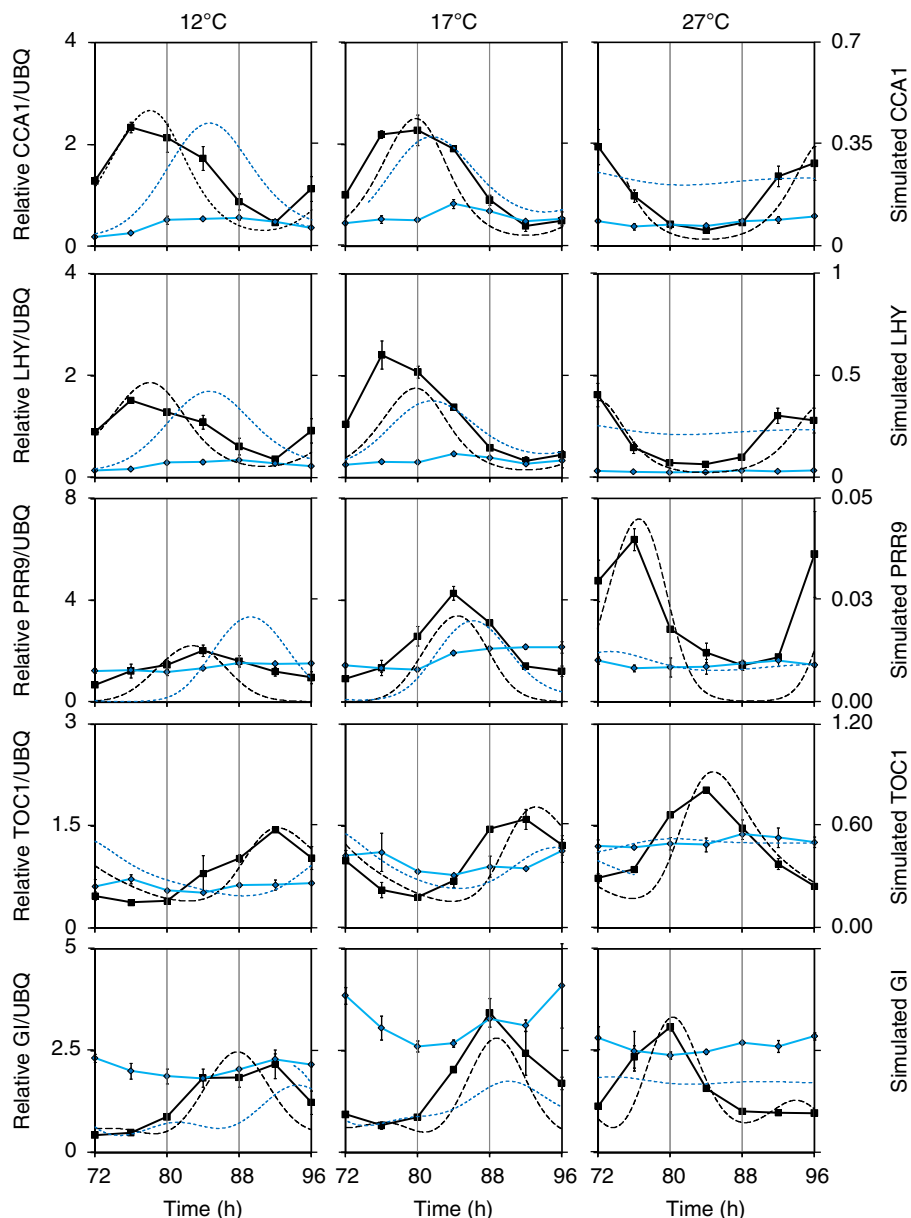 12°C 17°C 27°C
4 0.7
Relative CCA1/UBQ
2 0.35
Simulated CCA1
0 0
4 1
Relative LHY/UBQ
2 0.5
Simulated LHY
0 0
8 0.05
Relative PRR9/UBQ
4 0.03
Simulated PRR9
0 0.00
3 1.20
Relative TOC1/UBQ
1.5 0.60
Simulated TOC1
0 0.00
5
Relative GI/UBQ
2.5
Simulated GI
0
72 80 88 96 72 80 88 96 72 80 88 96
Time (h) Time (h) Time (h)